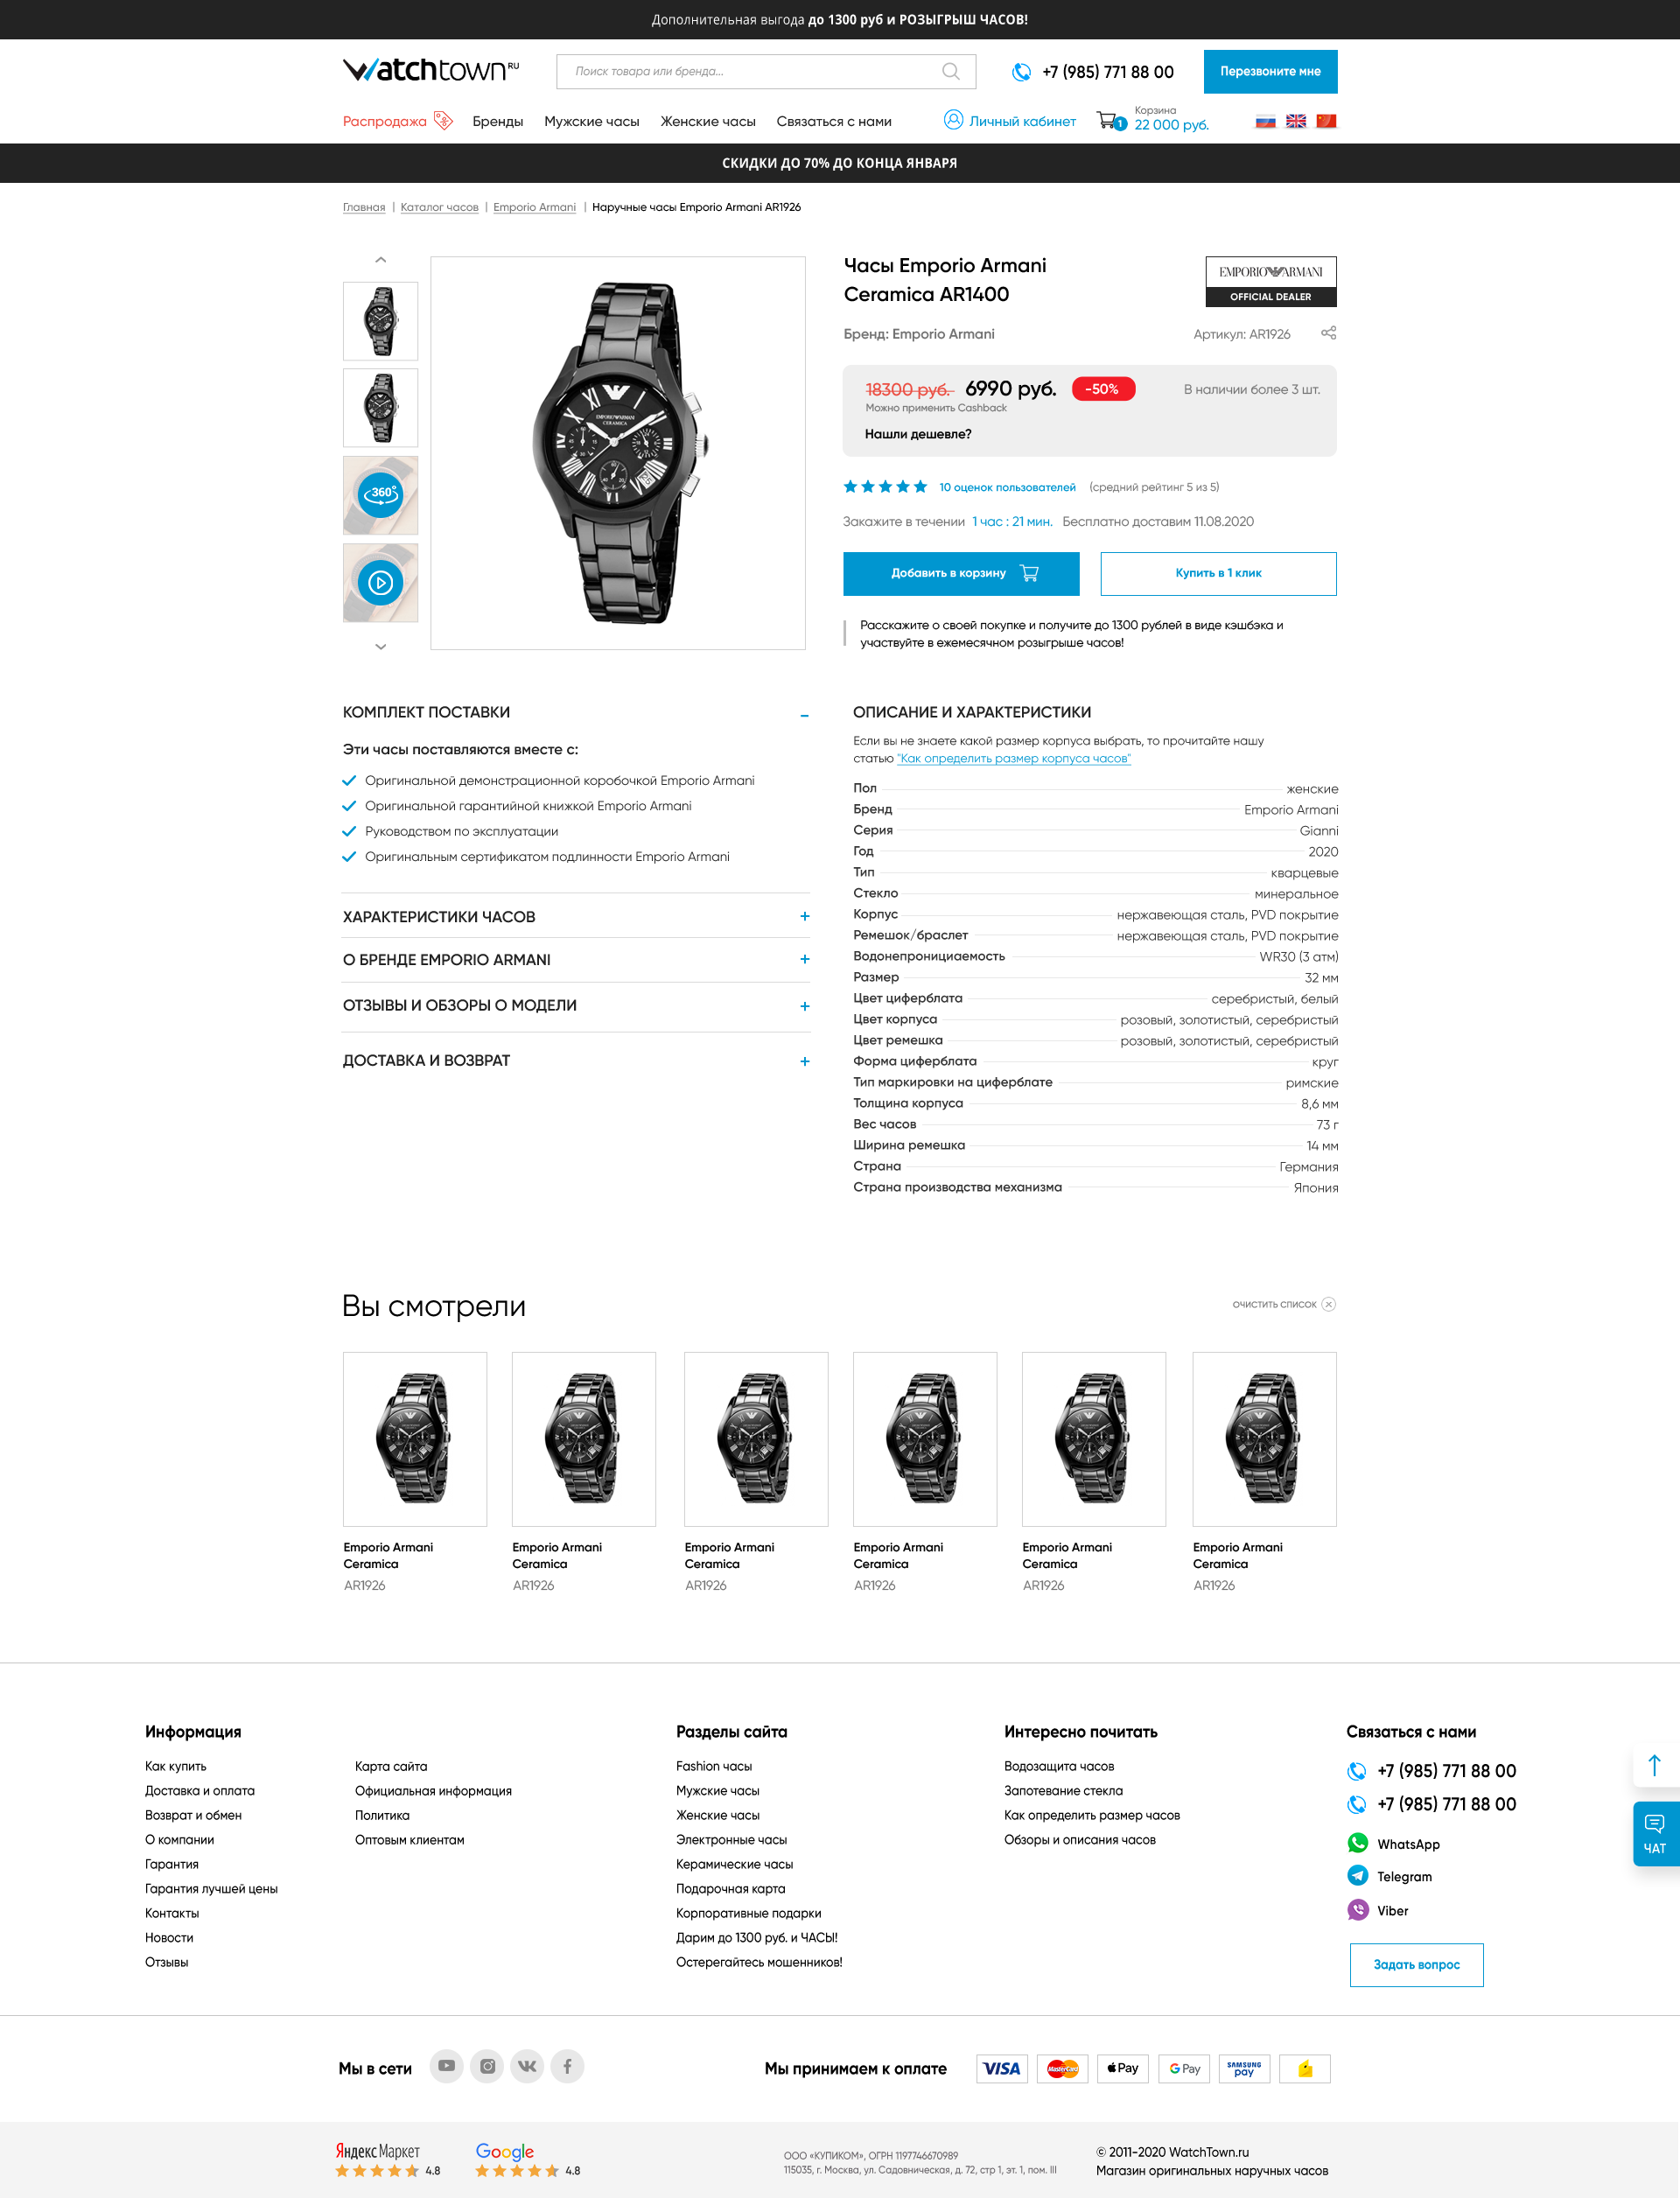 Дополнительная выгода до 1300 руб и РОЗЫГРЫШ ЧАСОВ!
Watchtown RU
Поиск товара или бренда...
+7 (985) 771 88 00
Перезвоните мне
Распродажа
Бренды
Мужские часы
Женские часы
Связаться с нами
Личный кабинет
1
Корзина
22 000 руб.
СКИДКИ ДО 70% ДО КОНЦА ЯНВАРЯ
Главная | Каталог часов | Emporio Armani | Наручные часы Emporio Armani AR1926
360°
EMPORIO ARMANI
CERAMICA
Часы Emporio Armani
Ceramica AR1400
EMPORIO ARMANI
OFFICIAL DEALER
Бренд: Emporio Armani
Артикул: AR1926
18300 руб. 6990 руб. -50%
В наличии более 3 шт.
Можно применить Cashback
Нашли дешевле?
10 оценок пользователей (средний рейтинг 5 из 5)
Закажите в течении 1 час : 21 мин. Бесплатно доставим 11.08.2020
Добавить в корзину
Купить в 1 клик
Расскажите о своей покупке и получите до 1300 рублей в виде кэшбэка и
участвуйте в ежемесячном розыгрыше часов!
КОМПЛЕКТ ПОСТАВКИ –
Эти часы поставляются вместе с:
Оригинальной демонстрационной коробочкой Emporio Armani
Оригинальной гарантийной книжкой Emporio Armani
Руководством по эксплуатации
Оригинальным сертификатом подлинности Emporio Armani
ХАРАКТЕРИСТИКИ ЧАСОВ +
О БРЕНДЕ EMPORIO ARMANI +
ОТЗЫВЫ И ОБЗОРЫ О МОДЕЛИ +
ДОСТАВКА И ВОЗВРАТ +
ОПИСАНИЕ И ХАРАКТЕРИСТИКИ
Если вы не знаете какой размер корпуса выбрать, то прочитайте нашу
статью "Как определить размер корпуса часов"
Пол женские
Бренд Emporio Armani
Серия Gianni
Год 2020
Тип кварцевые
Стекло минеральное
Корпус нержавеющая сталь, PVD покрытие
Ремешок/браслет нержавеющая сталь, PVD покрытие
Водонепронициаемость WR30 (3 атм)
Размер 32 мм
Цвет циферблата серебристый, белый
Цвет корпуса розовый, золотистый, серебристый
Цвет ремешка розовый, золотистый, серебристый
Форма циферблата круг
Тип маркировки на циферблате римские
Толщина корпуса 8,6 мм
Вес часов 73 г
Ширина ремешка 14 мм
Страна Германия
Страна производства механизма Япония
Вы смотрели
ОЧИСТИТЬ СПИСОК
Emporio Armani
Ceramica
AR1926
Emporio Armani
Ceramica
AR1926
Emporio Armani
Ceramica
AR1926
Emporio Armani
Ceramica
AR1926
Emporio Armani
Ceramica
AR1926
Emporio Armani
Ceramica
AR1926
Информация
Как купить
Доставка и оплата
Возврат и обмен
О компании
Гарантия
Гарантия лучшей цены
Контакты
Новости
Отзывы
Карта сайта
Официальная информация
Политика
Оптовым клиентам
Разделы сайта
Fashion часы
Мужские часы
Женские часы
Электронные часы
Керамические часы
Подарочная карта
Корпоративные подарки
Дарим до 1300 руб. и ЧАСЫ!
Остерегайтесь мошенников!
Интересно почитать
Водозащита часов
Запотевание стекла
Как определить размер часов
Обзоры и описания часов
Связаться с нами
+7 (985) 771 88 00
+7 (985) 771 88 00
WhatsApp
Telegram
Viber
Задать вопрос
ЧАТ
Мы в сети
Мы принимаем к оплате
VISA
MasterCard
Pay
G Pay
SAMSUNG
pay
Яндекс Маркет
4.8
Google
4.8
ООО «КУПИКОМ», ОГРН 1197746670989
115035, г. Москва, ул. Садовническая, д. 72, стр 1, эт. 1, пом. III
© 2011-2020 WatchTown.ru
Магазин оригинальных наручных часов